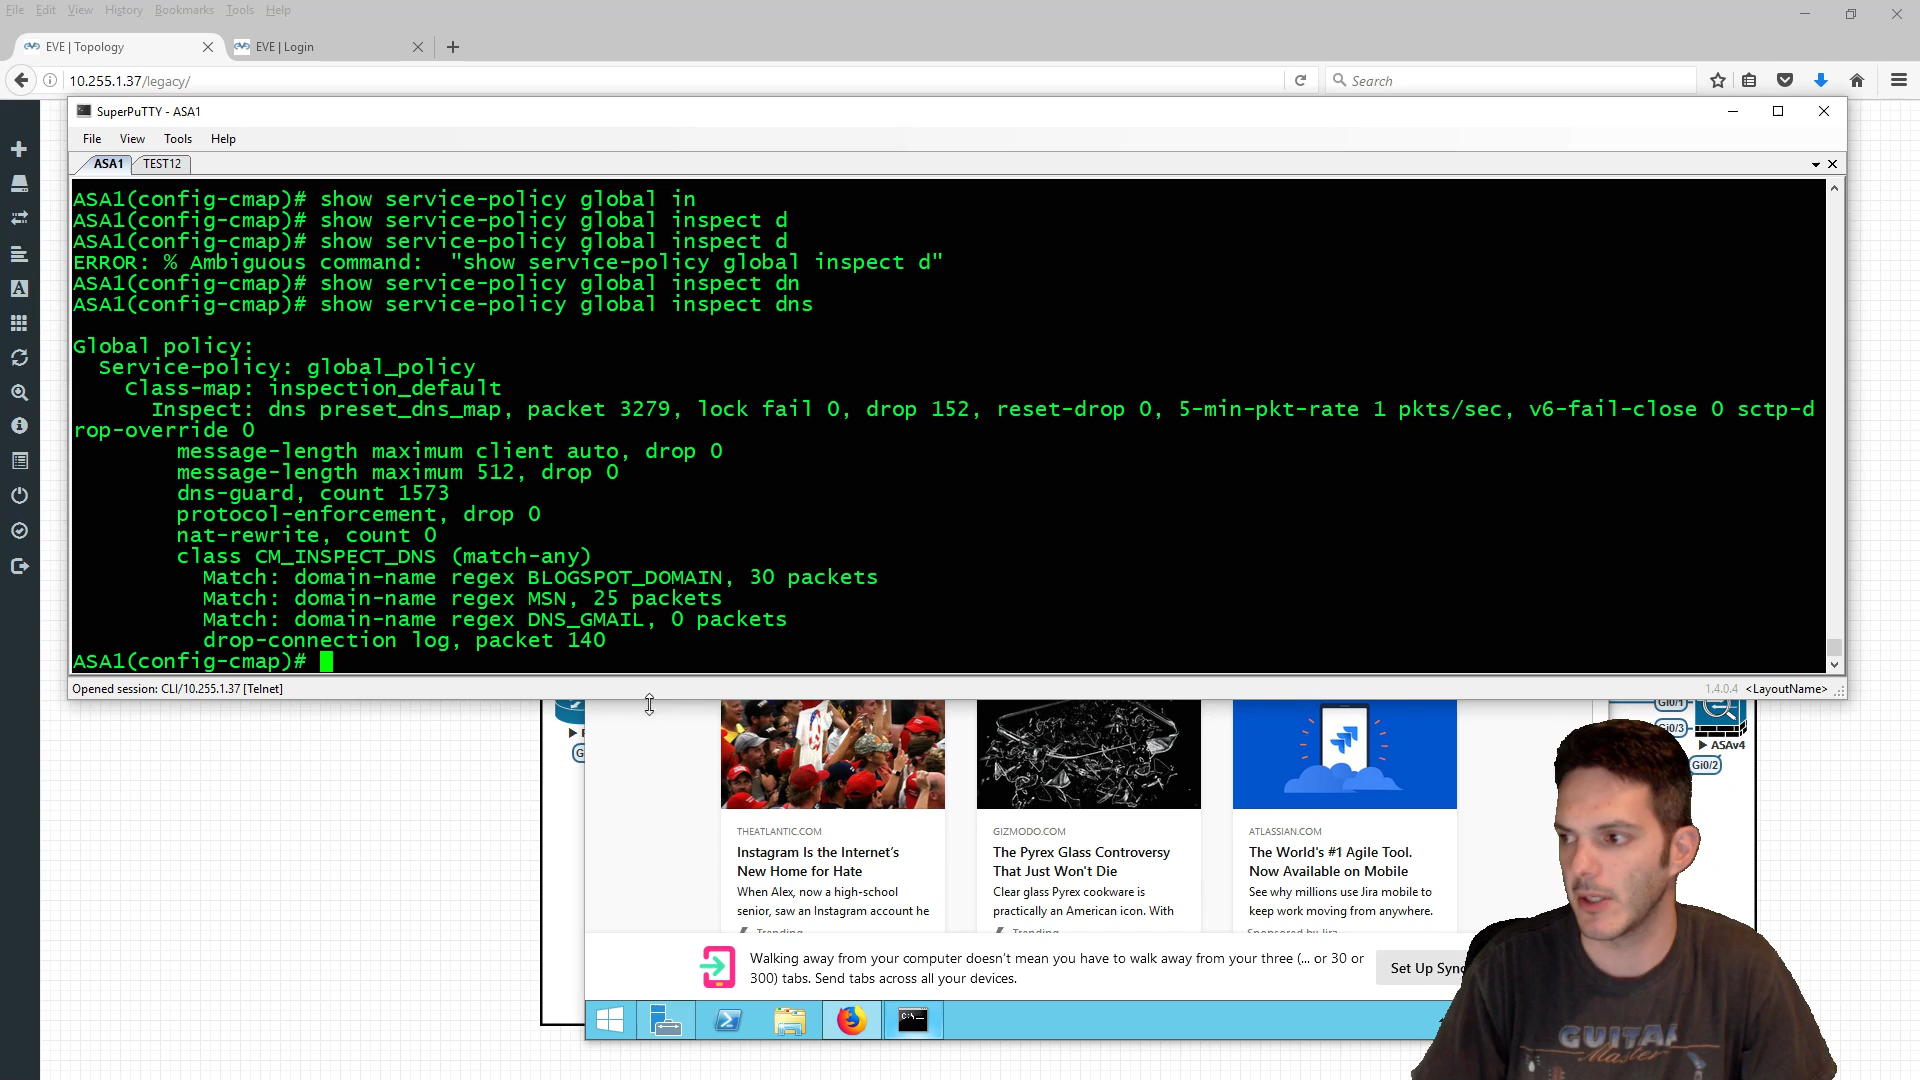 File Edit View History Bookmarks Tools Help
EVE | Topology
EVE | Login
10.255.1.37/legacy/
Search
SuperPuTTY - ASA1
File View Tools Help
ASA1 TEST12
ASA1(config-cmap)# show service-policy global in
ASA1(config-cmap)# show service-policy global inspect d
ASA1(config-cmap)# show service-policy global inspect d
ERROR: % Ambiguous command:  "show service-policy global inspect d"
ASA1(config-cmap)# show service-policy global inspect dn
ASA1(config-cmap)# show service-policy global inspect dns
Global policy:
Service-policy: global_policy
Class-map: inspection_default
Inspect: dns preset_dns_map, packet 3279, lock fail 0, drop 152, reset-drop 0, 5-min-pkt-rate 1 pkts/sec, v6-fail-close 0 sctp-d
rop-override 0
message-length maximum client auto, drop 0
message-length maximum 512, drop 0
dns-guard, count 1573
protocol-enforcement, drop 0
nat-rewrite, count 0
class CM_INSPECT_DNS (match-any)
Match: domain-name regex BLOGSPOT_DOMAIN, 30 packets
Match: domain-name regex MSN, 25 packets
Match: domain-name regex DNS_GMAIL, 0 packets
drop-connection log, packet 140
ASA1(config-cmap)#
Opened session: CLI/10.255.1.37 [Telnet]
1.4.0.4 <LayoutName>
Gi0/1
Gi0/3
ASAv4
Gi0/2
THEATLANTIC.COM
Instagram Is the Internet's
New Home for Hate
When Alex, now a high-school
senior, saw an Instagram account he
Trending
GIZMODO.COM
The Pyrex Glass Controversy
That Just Won't Die
Clear glass Pyrex cookware is
practically an American icon. With
Trending
ATLASSIAN.COM
The World's #1 Agile Tool.
Now Available on Mobile
See why millions use Jira mobile to
keep work moving from anywhere.
Sponsored by Jira
Walking away from your computer doesn't mean you have to walk away from your three (... or 30 or
300) tabs. Send tabs across all your devices.
Set Up Sync
GUITAR
Master